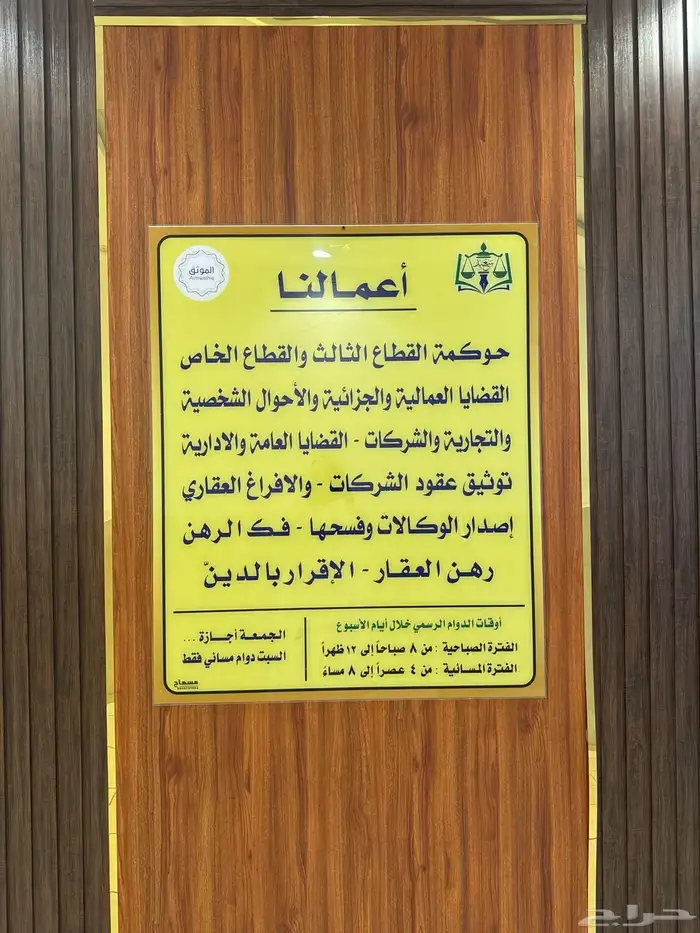 الموثق
Almwathiq
أعمالنا
حوكمة القطاع الثالث والقطاع الخاص
القضايا العمالية والجزائية والأحوال الشخصية
والتجارية والشركات - القضايا العامة والادارية
توثيق عقود الشركات - والافراغ العقاري
إصدار الوكالات وفسحها - فك الرهن
رهن العقار - الإقرار بالدينّ
أوقات الدوام الرسمي خلال أيام الأسبوع
الفترة الصباحية : من ٨ صباحاً إلى ١٢ ظهراً
الفترة المسائية : من ٤ عصراً إلى ٨ مساءً
الجمعة أجازة ...
السبت دوام مسائي فقط
حراج